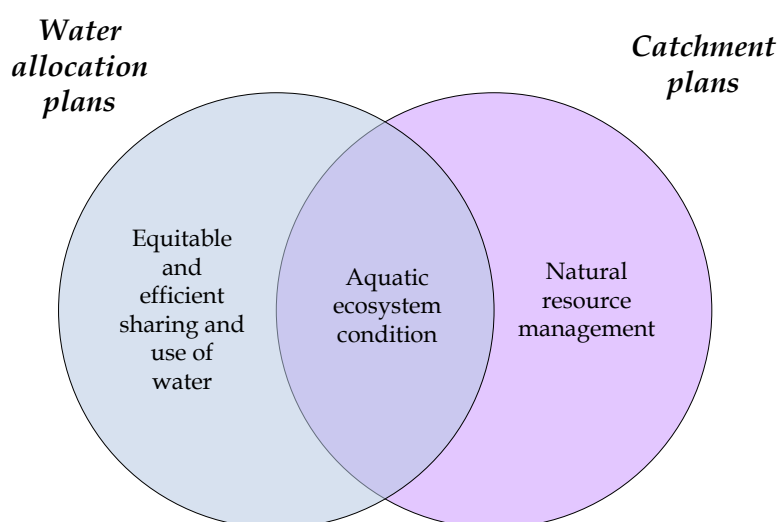 Water
allocation
plans
Catchment
plans
Equitable
and
efficient
sharing and
use of
water
Aquatic
ecosystem
condition
Natural
resource
management